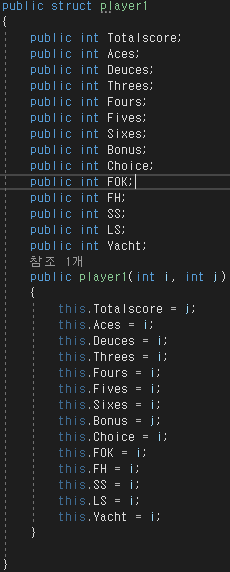 public struct player1
{
public int Totalscore;
public int Aces;
public int Deuces;
public int Threes;
public int Fours;
public int Fives;
public int Sixes;
public int Bonus;
public int Choice;
public int FOK;
public int FH;
public int SS;
public int LS;
public int Yacht;
참조 1개
public player1(int i, int j)
{
this.Totalscore = j;
this.Aces = i;
this.Deuces = i;
this.Threes = i;
this.Fours = i;
this.Fives = i;
this.Sixes = i;
this.Bonus = j;
this.Choice = i;
this.FOK = i;
this.FH = i;
this.SS = i;
this.LS = i;
this.Yacht = i;
}
}